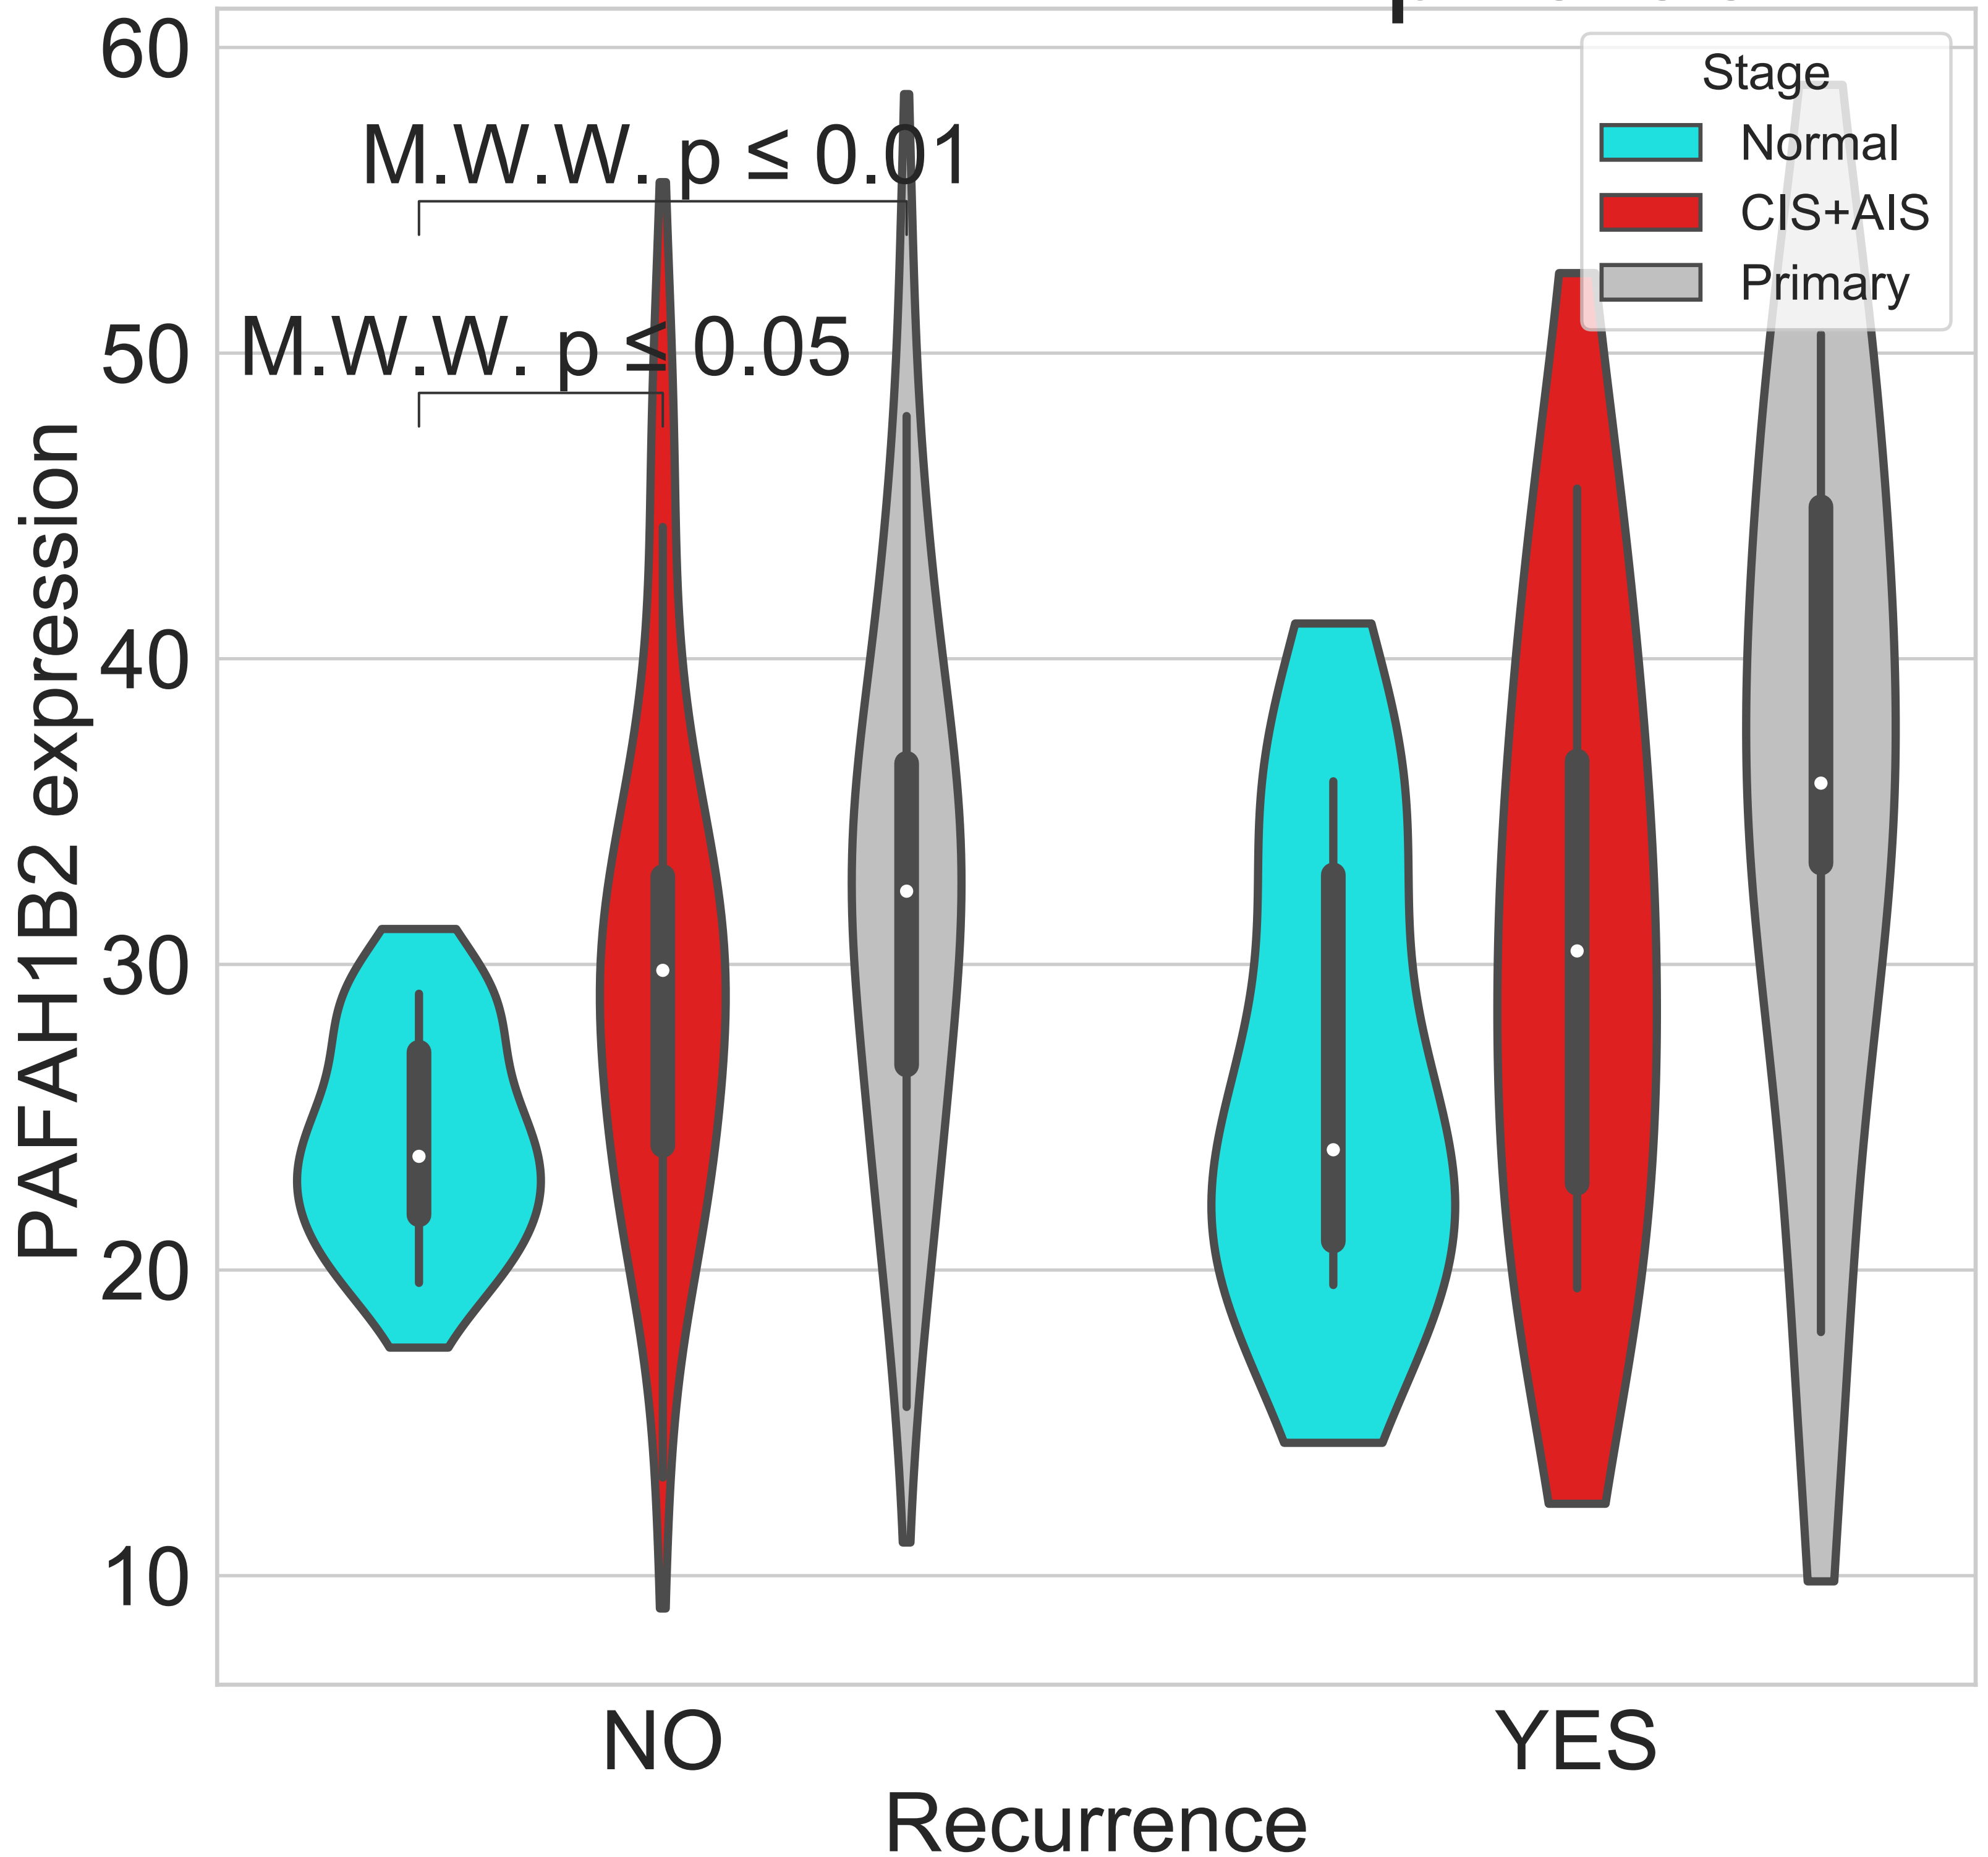 60
50
40
30
20
10
PAFAH1B2 expression
M.W.W. p ≤ 0.01
M.W.W. p ≤ 0.05
Stage
Normal
CIS+AIS
Primary
NO
YES
Recurrence